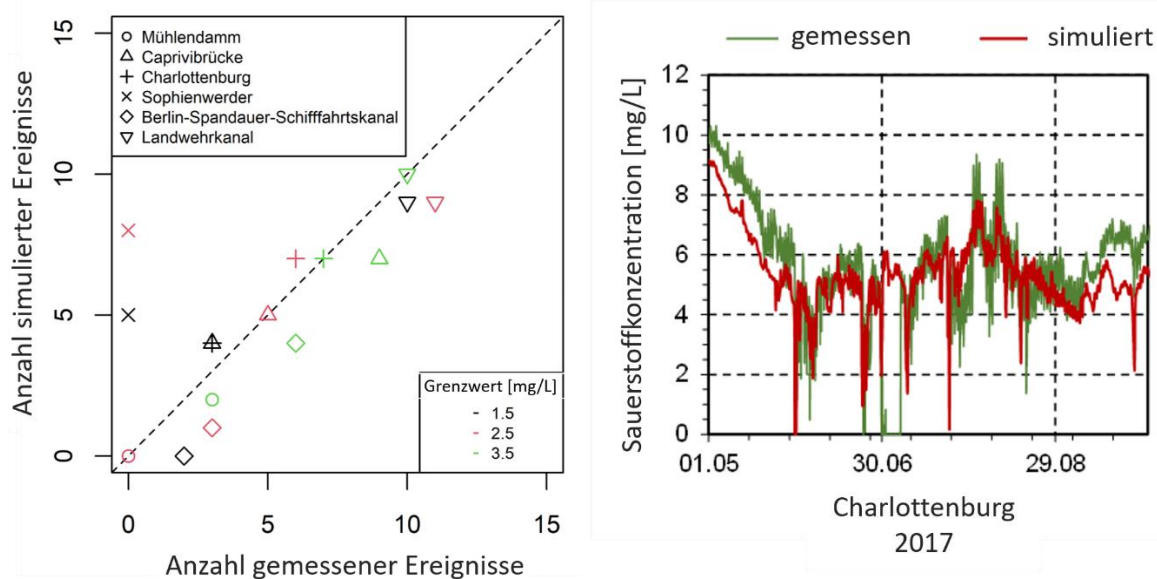 Anzahl simulierter Ereignisse
15
10
5
0
Mühlendamm
Caprivibrücke
Charlottenburg
Sophienwerder
Berlin-Spandauer-Schifffahrtskanal
Landwehrkanal
Grenzwert [mg/L]
1.5
2.5
3.5
0
5
10
15
Anzahl gemessener Ereignisse
gemessen
simuliert
Sauerstoffkonzentration [mg/L]
12
10
8
6
4
2
0
01.05
30.06
29.08
Charlottenburg
2017